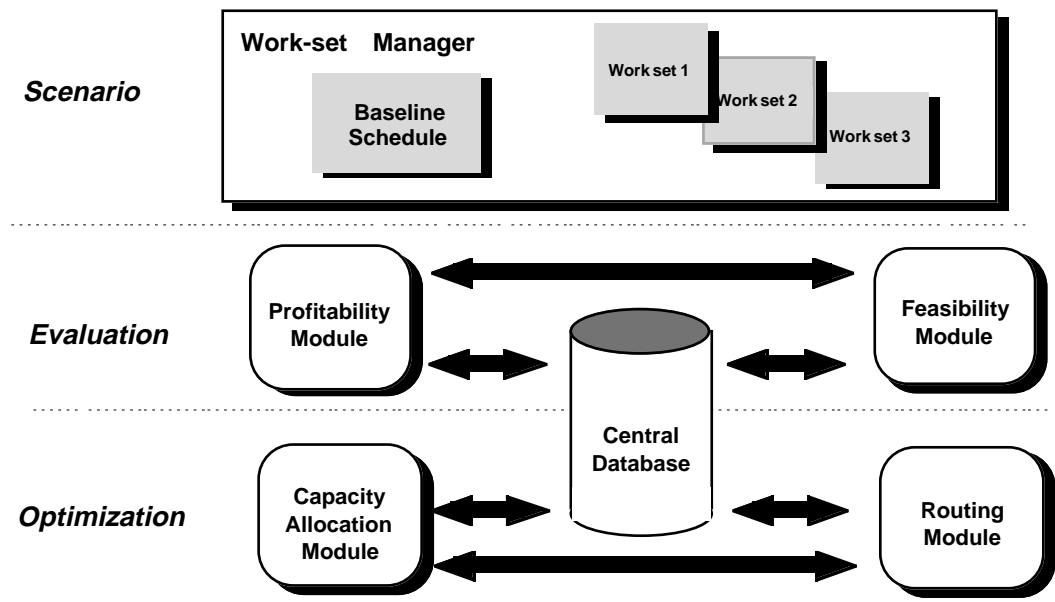 Work-set Manager
Work set 1
Scenario
Baseline
Schedule
Work set 2
Work set 3
Profitability
Module
Feasibility
Module
Evaluation
Central
Database
Capacity
Allocation
Module
Routing
Module
Optimization